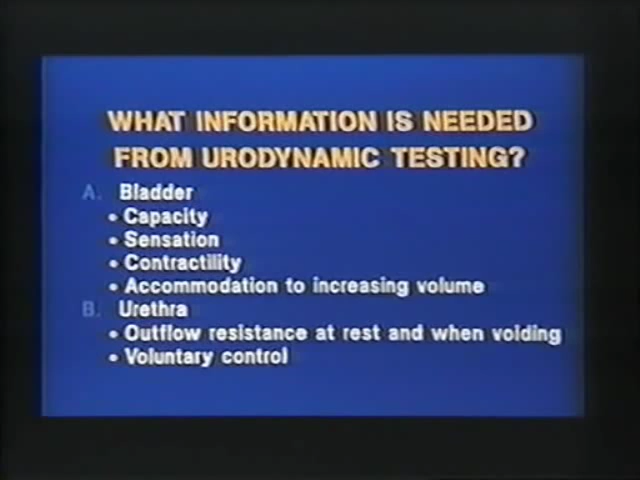 WHAT INFORMATION IS NEEDED
FROM URODYNAMIC TESTING?
A. Bladder
• Capacity
• Sensation
• Contractility
• Accommodation to increasing volume
B. Urethra
• Outflow resistance at rest and when voiding
• Voluntary control